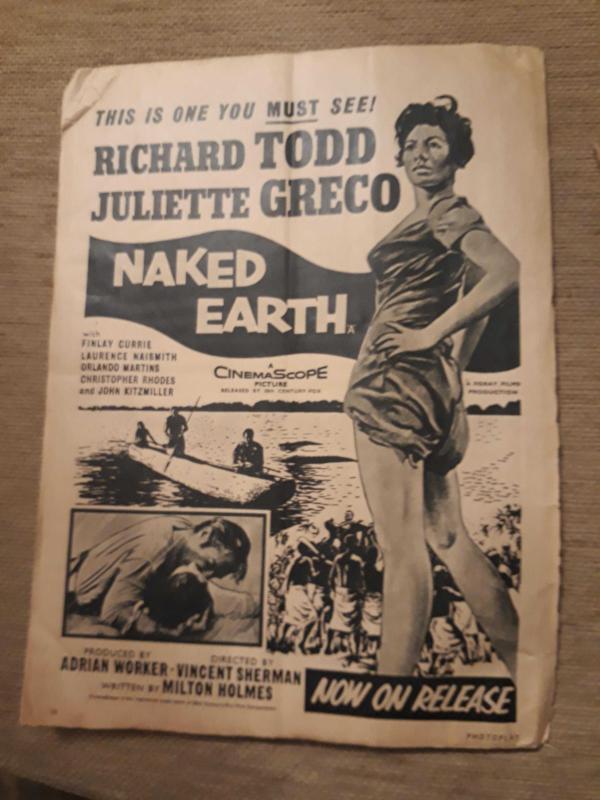 THIS IS ONE YOU MUST SEE!
RICHARD TODD
JULIETTE GRECO
NAKED
EARTH
A
with
FINLAY CURRIE
LAURENCE NAISMITH
ORLANDO MARTINS
CHRISTOPHER RHODES
and JOHN KITZMILLER
A
CINEMASCOPE
PICTURE
RELEASED BY 20th CENTURY-FOX
A FORAY FILMS
PRODUCTION
PRODUCED BY
ADRIAN WORKER ·
DIRECTED BY
VINCENT SHERMAN
WRITTEN BY MILTON HOLMES
NOW ON RELEASE
PHOTOPLAY